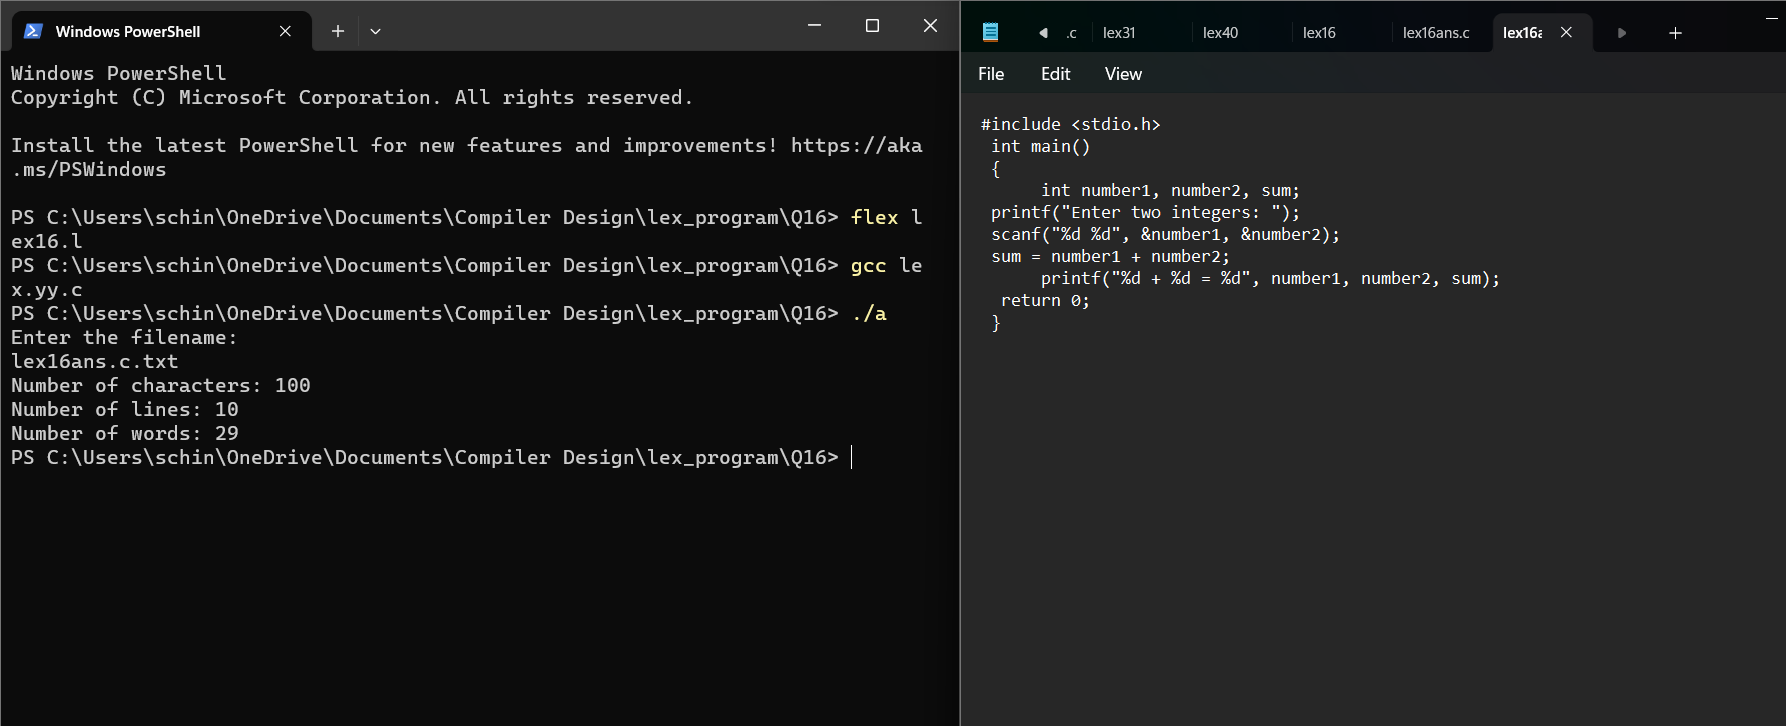 Windows PowerShell
Windows PowerShell
Copyright (C) Microsoft Corporation. All rights reserved.
Install the latest PowerShell for new features and improvements! https://aka
.ms/PSWindows
PS C:\Users\schin\OneDrive\Documents\Compiler Design\lex_program\Q16> flex l
ex16.l
PS C:\Users\schin\OneDrive\Documents\Compiler Design\lex_program\Q16> gcc le
x.yy.c
PS C:\Users\schin\OneDrive\Documents\Compiler Design\lex_program\Q16> ./a
Enter the filename:
lex16ans.c.txt
Number of characters: 100
Number of lines: 10
Number of words: 29
PS C:\Users\schin\OneDrive\Documents\Compiler Design\lex_program\Q16>
.c lex31 lex40 lex16 lex16ans.c lex16a
File Edit View
#include <stdio.h>
int main()
{
int number1, number2, sum;
printf("Enter two integers: ");
scanf("%d %d", &number1, &number2);
sum = number1 + number2;
printf("%d + %d = %d", number1, number2, sum);
return 0;
}